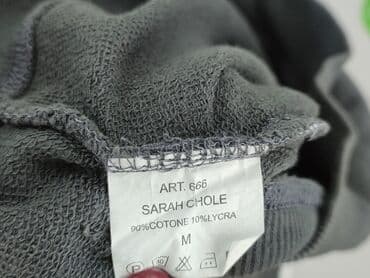 ART. 666
SARAH CHOLE
90%COTONE 10%LYCRA
M
P